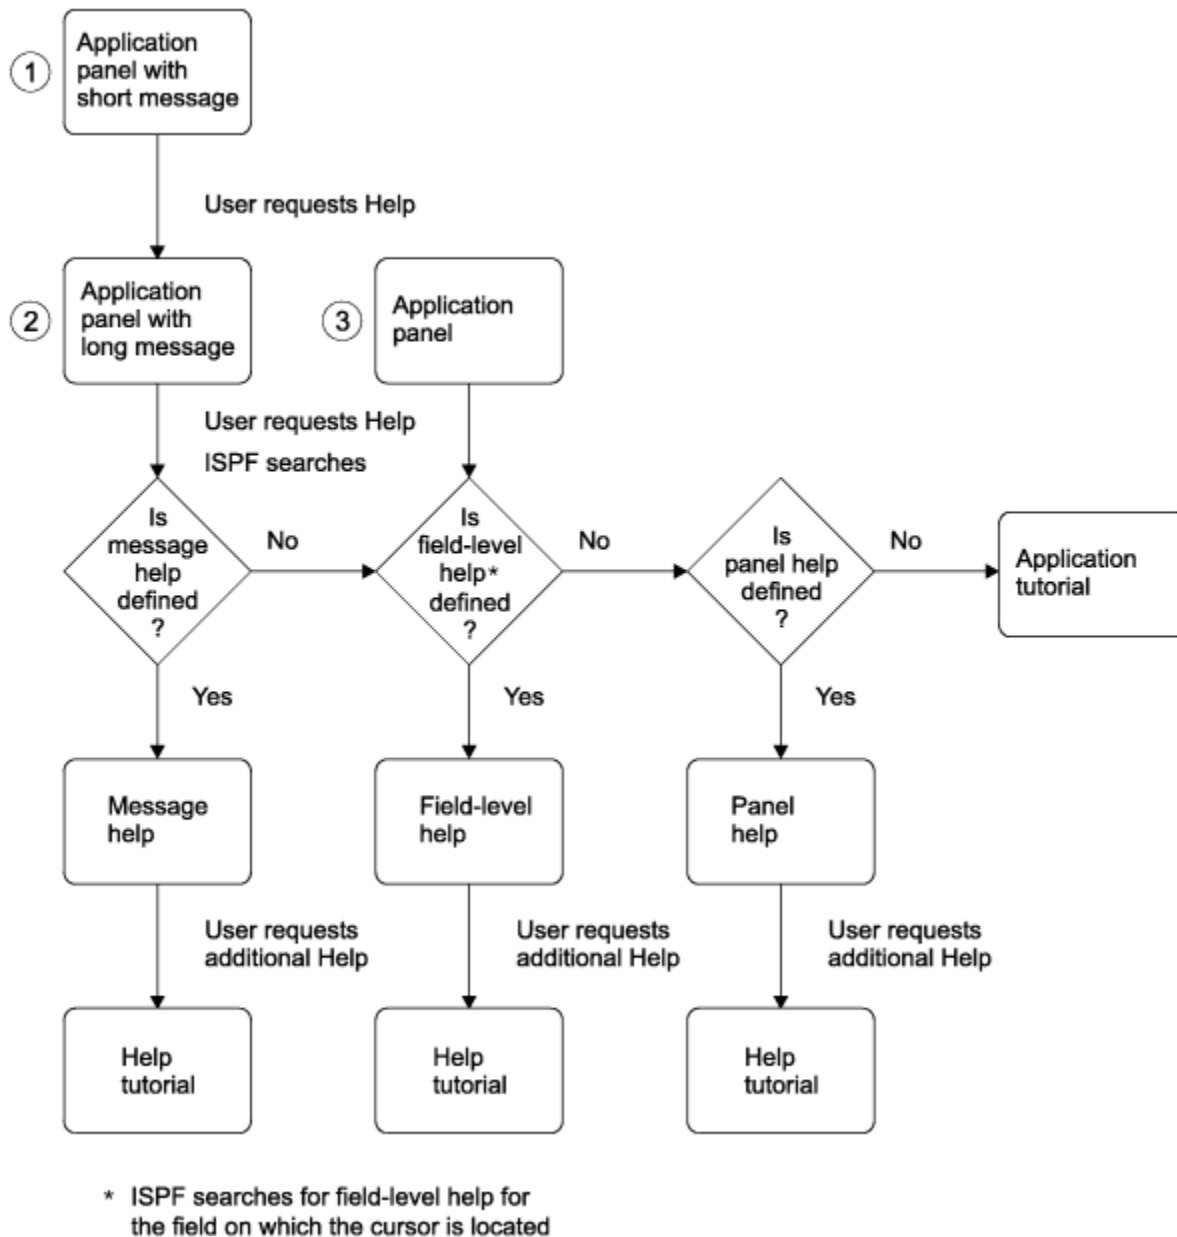 1
Application
panel with
short message
User requests Help
2
Application
panel with
long message
3
Application
panel
User requests Help
ISPF searches
Is
message
help
defined
?
No
Is
field-level
help*
defined
?
No
Is
panel help
defined
?
No
Application
tutorial
Yes
Yes
Yes
Message
help
Field-level
help
Panel
help
User requests
additional Help
User requests
additional Help
User requests
additional Help
Help
tutorial
Help
tutorial
Help
tutorial
* ISPF searches for field-level help for
the field on which the cursor is located